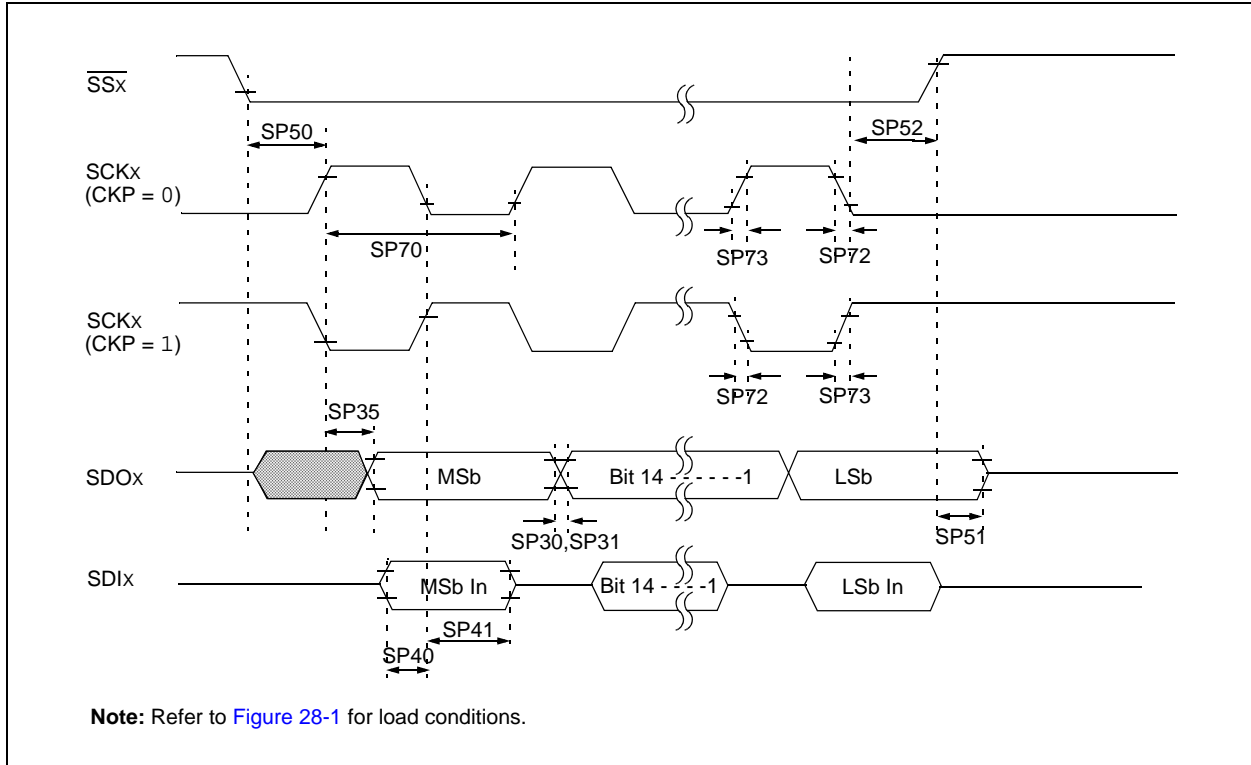 SSX
SP50
SP52
SCKX
(CKP = 0)
SP70
SP73
SP72
SCKX
(CKP = 1)
SP72
SP73
SP35
SDOX
MSb
Bit 14 - - - - - -1
LSb
SP30,SP31
SP51
SDIX
MSb In
Bit 14 - - - - -1
LSb In
SP41
SP40
Note: Refer to Figure 28-1 for load conditions.